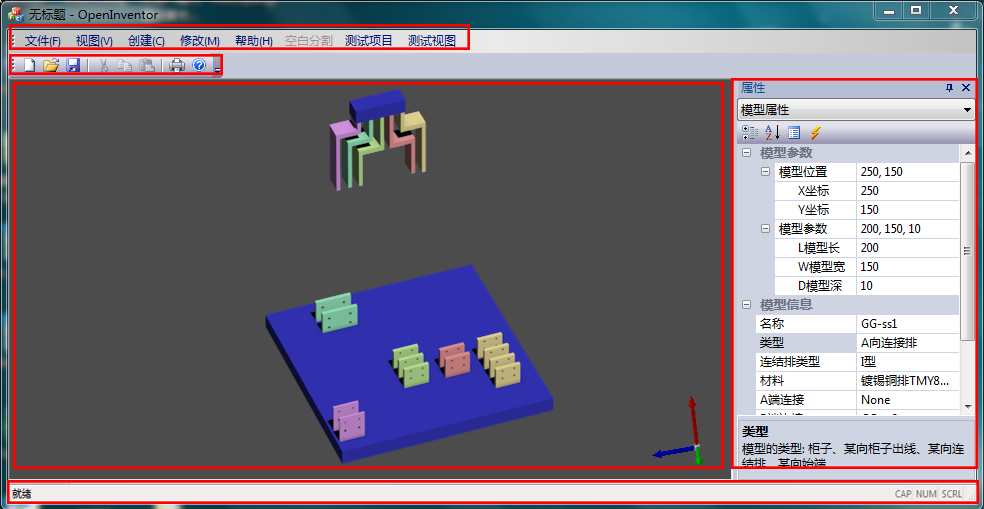 无标题 - OpenInventor
文件(F) 视图(V) 创建(C) 修改(M) 帮助(H) 空白分割 测试项目 测试视图
属性
模型属性
模型参数
模型位置 250, 150
X坐标 250
Y坐标 150
模型参数 200, 150, 10
L模型长 200
W模型宽 150
D模型深 10
模型信息
名称 GG-ss1
类型 A向连接排
连结排类型 I型
材料 镀锡铜排TMY8...
A端连接 None
类型
模型的类型: 柜子、某向柜子出线、某向连
结排、某向始端
就绪
CAP NUM SCRL